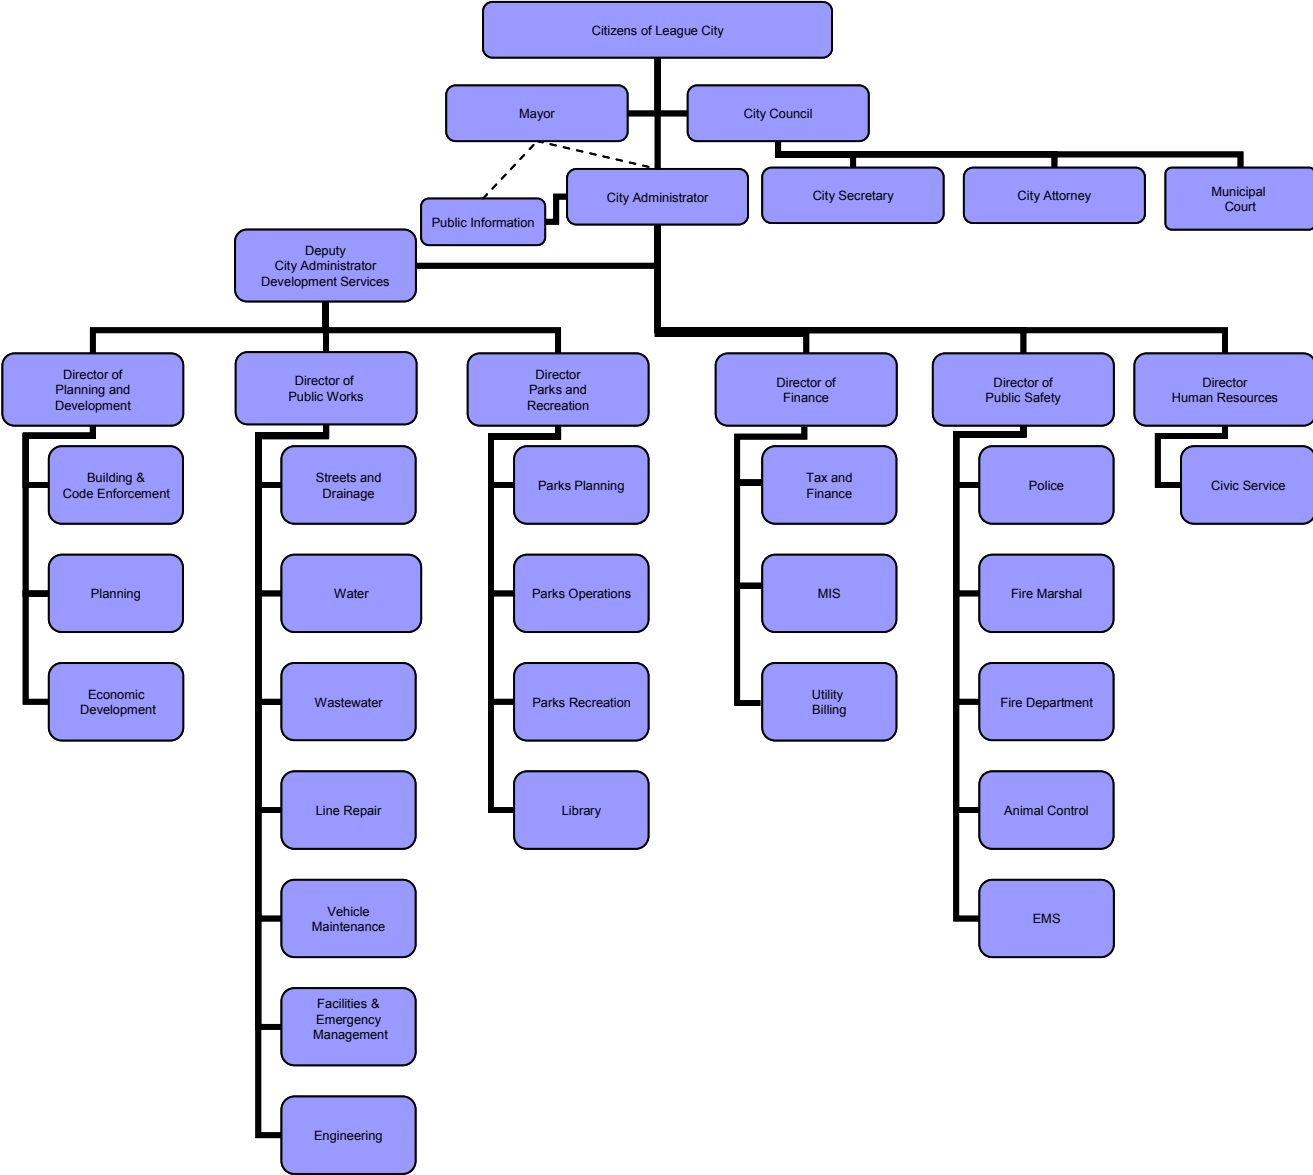 Citizens of League City
Mayor
City Council
City Administrator
City Secretary
City Attorney
Municipal
Court
Public Information
Deputy
City Administrator
Development Services
Director of
Planning and
Development
Director of
Public Works
Director
Parks and
Recreation
Director of
Finance
Director of
Public Safety
Director
Human Resources
Building &
Code Enforcement
Streets and
Drainage
Parks Planning
Tax and
Finance
Police
Civic Service
Planning
Water
Parks Operations
MIS
Fire Marshal
Economic
Development
Wastewater
Parks Recreation
Utility
Billing
Fire Department
Line Repair
Library
Animal Control
Vehicle
Maintenance
EMS
Facilities &
Emergency
Management
Engineering